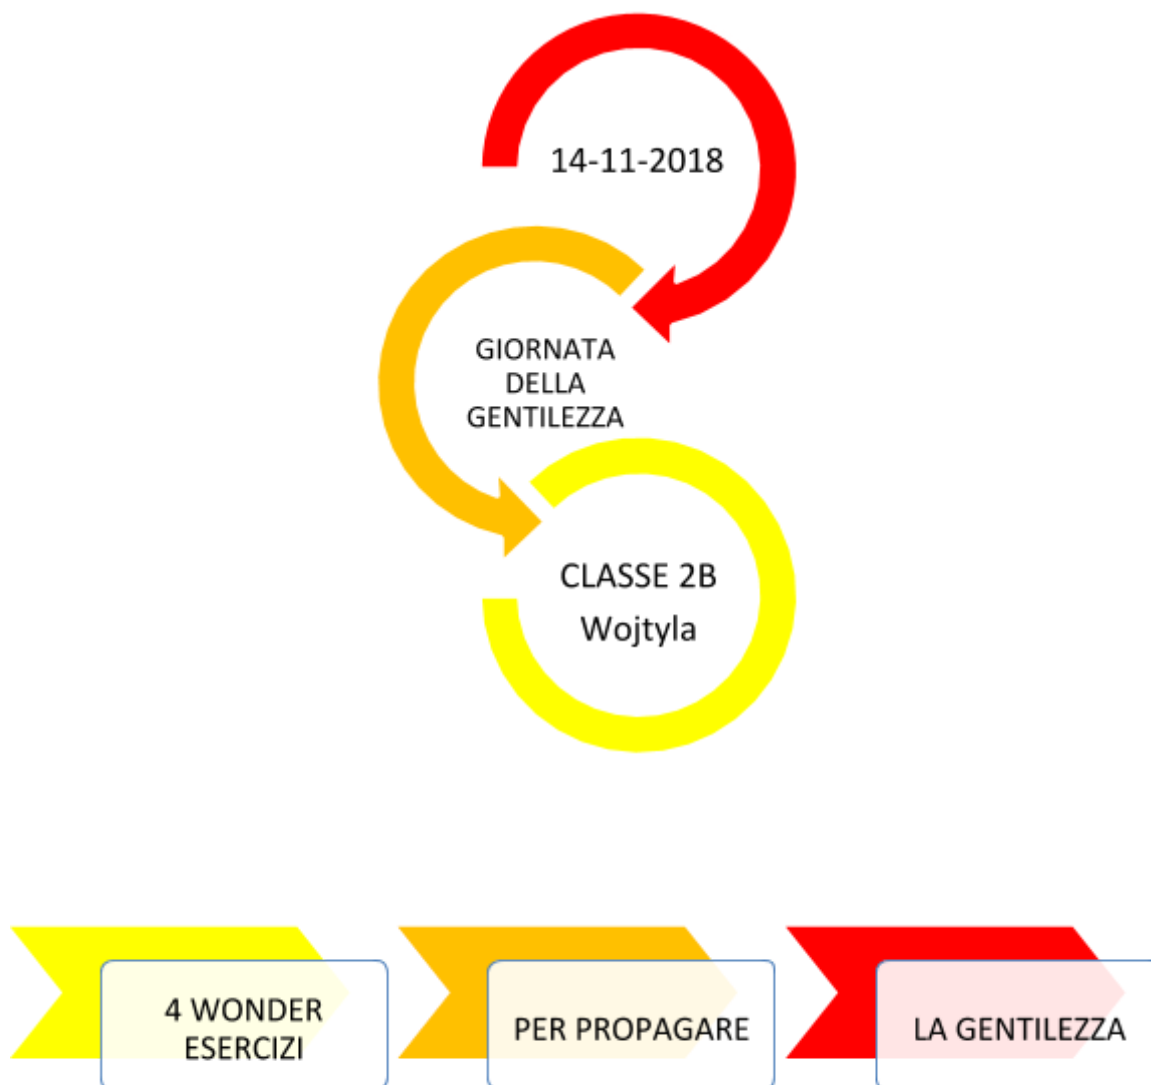 14-11-2018
GIORNATA
DELLA
GENTILEZZA
CLASSE 2B
Wojtyla
4 WONDER
ESERCIZI
PER PROPAGARE
LA GENTILEZZA